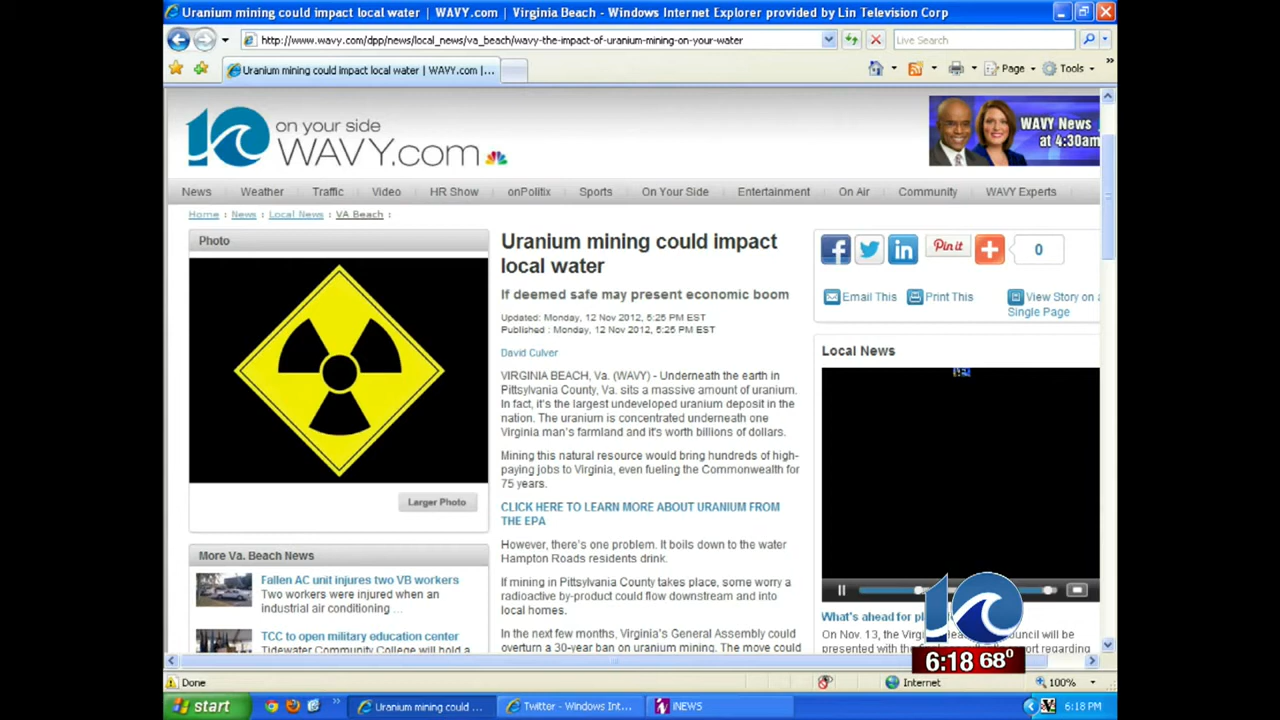 Uranium mining could impact local water | WAVY.com | Virginia Beach - Windows Internet Explorer provided by Lin Television Corp
http://www.wavy.com/dpp/news/local_news/va_beach/wavy-the-impact-of-uranium-mining-on-your-water
Live Search
Uranium mining could impact local water | WAVY.com |...
Page
Tools
10
on your side
WAVY.com
WAVY News
at 4:30am
News
Weather
Traffic
Video
HR Show
onPolitix
Sports
On Your Side
Entertainment
On Air
Community
WAVY Experts
Home : News : Local News : VA Beach :
Photo
Larger Photo
More Va. Beach News
Fallen AC unit injures two VB workers
Two workers were injured when an
industrial air conditioning ...
TCC to open military education center
Tidewater Community College will hold a
Uranium mining could impact
local water
If deemed safe may present economic boom
Updated: Monday, 12 Nov 2012, 5:25 PM EST
Published : Monday, 12 Nov 2012, 5:25 PM EST
David Culver
VIRGINIA BEACH, Va. (WAVY) - Underneath the earth in
Pittsylvania County, Va. sits a massive amount of uranium.
In fact, it's the largest undeveloped uranium deposit in the
nation. The uranium is concentrated underneath one
Virginia man's farmland and it's worth billions of dollars.
Mining this natural resource would bring hundreds of high-
paying jobs to Virginia, even fueling the Commonwealth for
75 years.
CLICK HERE TO LEARN MORE ABOUT URANIUM FROM
THE EPA
However, there's one problem. It boils down to the water
Hampton Roads residents drink.
If mining in Pittsylvania County takes place, some worry a
radioactive by-product could flow downstream and into
local homes.
In the next few months, Virginia's General Assembly could
overturn a 30-year ban on uranium mining. The move could
f
in
Pin it
0
Email This
Print This
View Story on a
Single Page
Local News
What's ahead for
On Nov. 13, the
Council will be
presented with the
report regarding
10
6:18 68°
Done
Internet
100%
start
Uranium mining could ...
Twitter - Windows Int...
iNEWS
6:18 PM